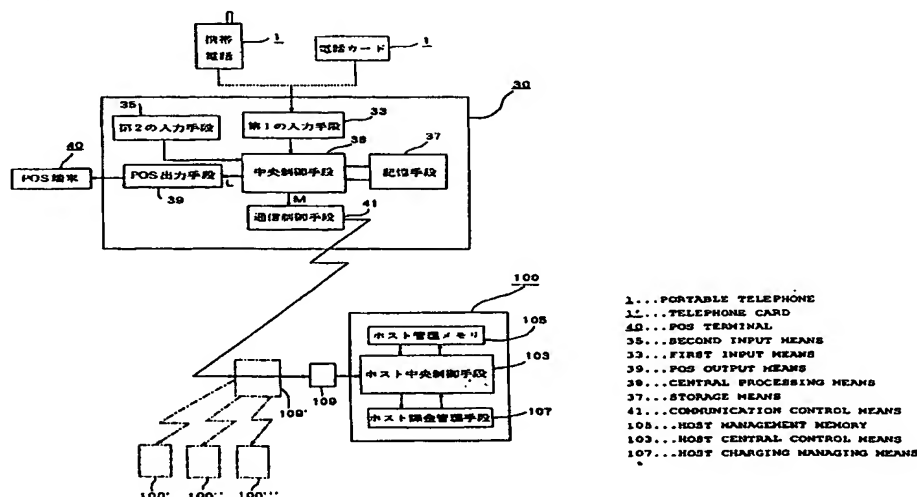 携帯
電話
1
電話カード
1
30
35
第2の入力手段
33
第1の入力手段
38
37
40
POS端末
POS出力手段
39
L
中央制御手段
記憶手段
M
41
通信制御手段
100
ホスト管理メモリ
105
ホスト中央制御手段
103
ホスト課金管理手段
107
109'
109
100'
100''
100'''
1...PORTABLE TELEPHONE
1'...TELEPHONE CARD
40...POS TERMINAL
35...SECOND INPUT MEANS
33...FIRST INPUT MEANS
39...POS OUTPUT MEANS
38...CENTRAL PROCESSING MEANS
37...STORAGE MEANS
41...COMMUNICATION CONTROL MEANS
105...HOST MANAGEMENT MEMORY
103...HOST CENTRAL CONTROL MEANS
107...HOST CHARGING MANAGING MEANS